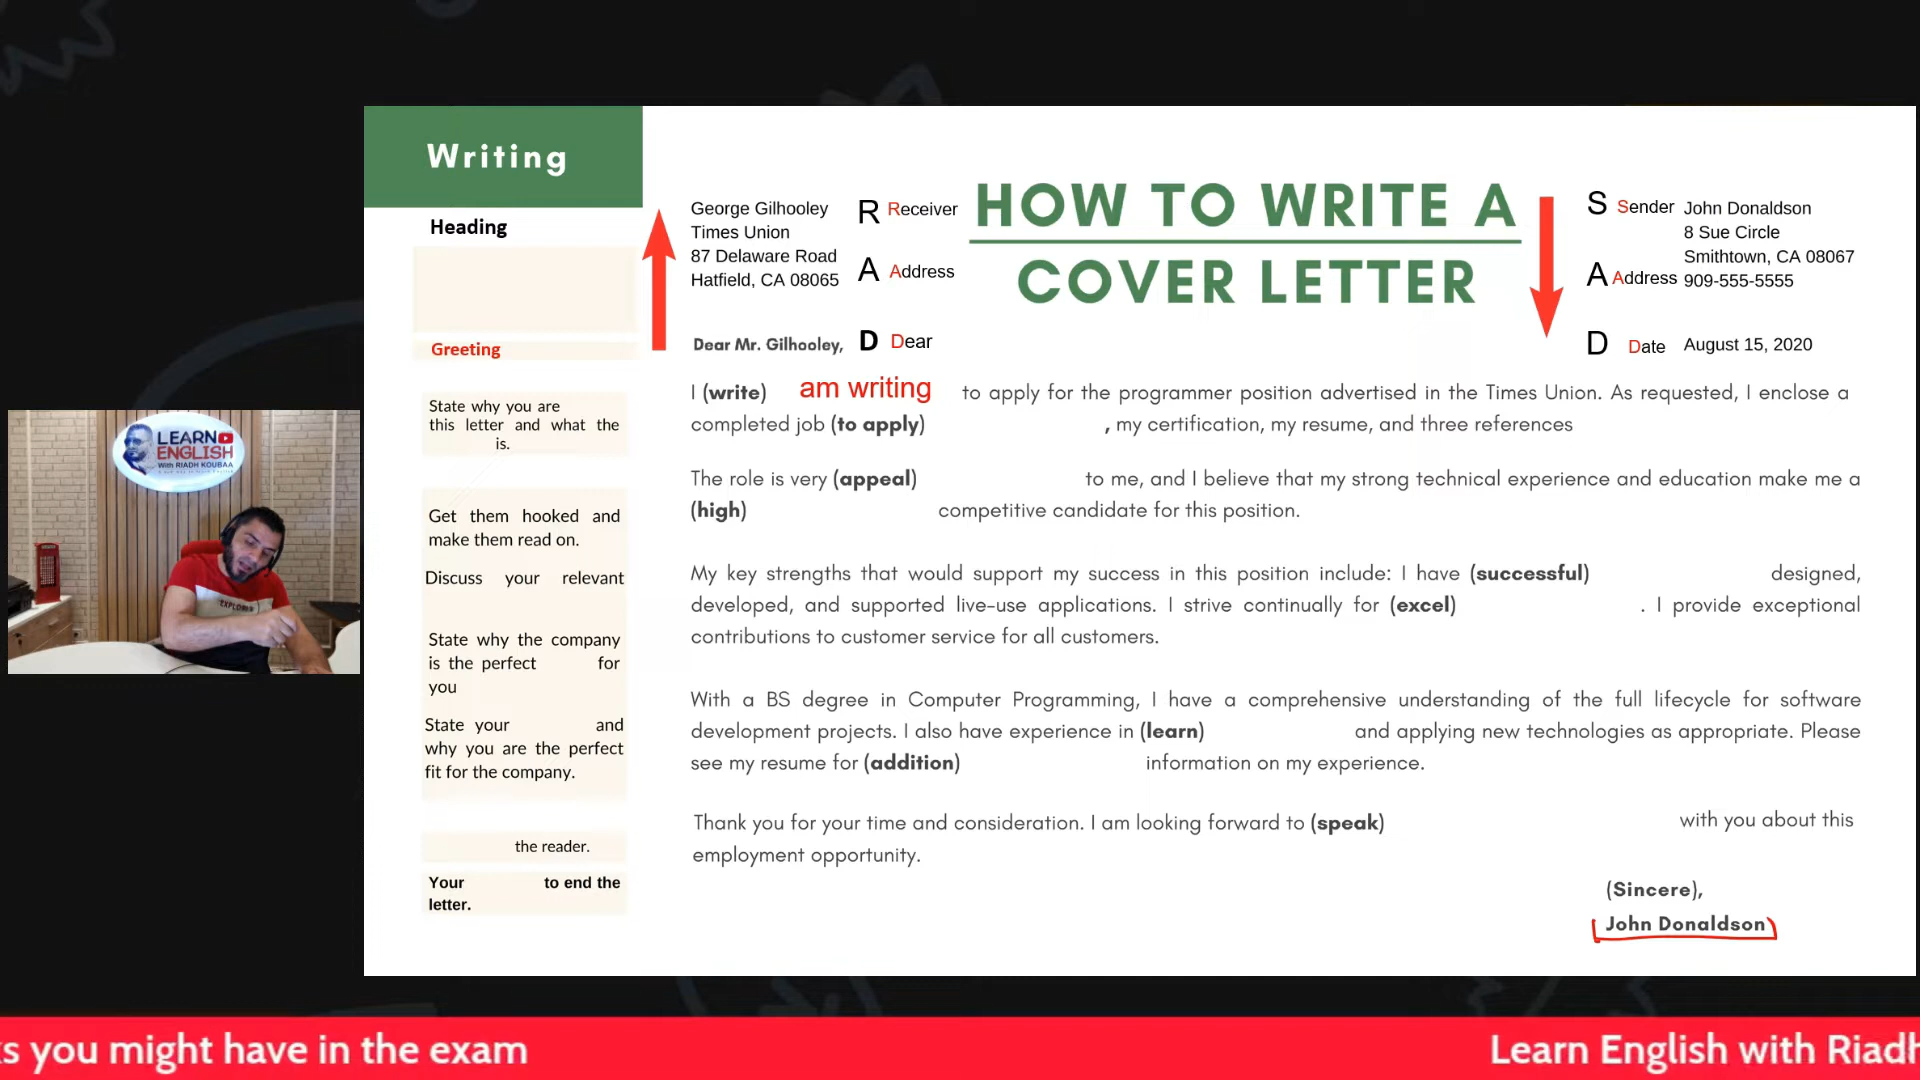 Writing
Heading
Greeting
State why you are
this letter and what the
is.
Get them hooked and
make them read on.
Discuss your relevant
State why the company
is the perfect for
you
State your and
why you are the perfect
fit for the company.
the reader.
Your to end the
letter.
George Gilhooley
Times Union
87 Delaware Road
Hatfield, CA 08065
R Receiver
A Address
D Dear
HOW TO WRITE A
COVER LETTER
S Sender
A Address
D Date
John Donaldson
8 Sue Circle
Smithtown, CA 08067
909-555-5555
August 15, 2020
Dear Mr. Gilhooley,
I (write) am writing to apply for the programmer position advertised in the Times Union. As requested, I enclose a
completed job (to apply) , my certification, my resume, and three references
The role is very (appeal) to me, and I believe that my strong technical experience and education make me a
(high) competitive candidate for this position.
My key strengths that would support my success in this position include: I have (successful) designed,
developed, and supported live-use applications. I strive continually for (excel) . I provide exceptional
contributions to customer service for all customers.
With a BS degree in Computer Programming, I have a comprehensive understanding of the full lifecycle for software
development projects. I also have experience in (learn) and applying new technologies as appropriate. Please
see my resume for (addition) information on my experience.
Thank you for your time and consideration. I am looking forward to (speak) with you about this
employment opportunity.
(Sincere),
John Donaldson
LEARN
ENGLISH
With RIADH KOUBAA
EXPLORER
s you might have in the exam
Learn English with Riadh